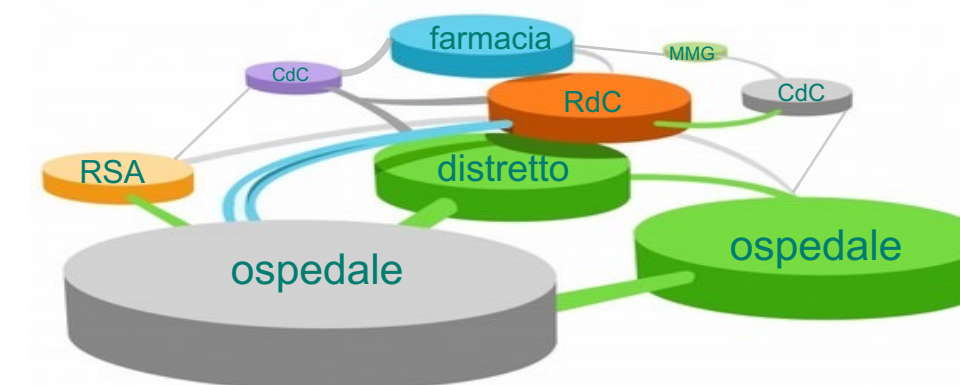 farmacia
MMG
CdC
CdC
RdC
RSA
distretto
ospedale
ospedale